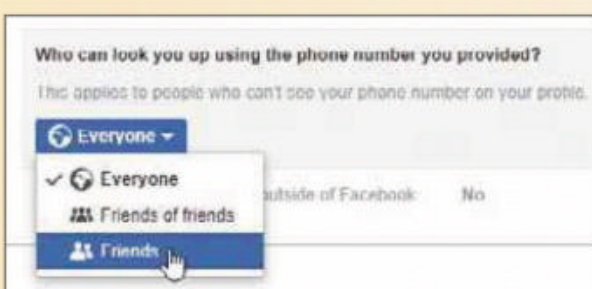 Who can look you up using the phone number you provided?
This applies to people who can't see your phone number on your profile.
Everyone
Everyone
outside of Facebook No
Friends of friends
Friends